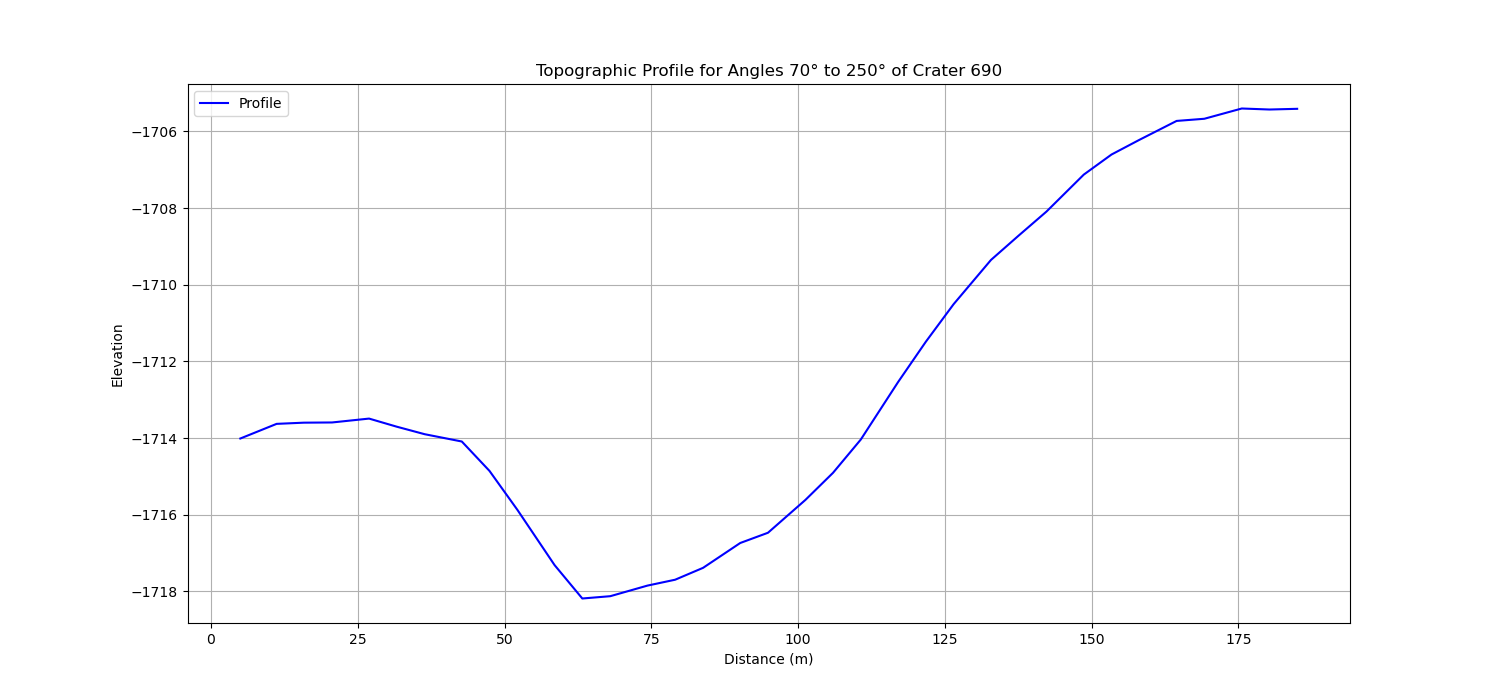 Topographic Profile for Angles 70° to 250° of Crater 690
Profile
−1706
−1708
−1710
−1712
−1714
−1716
−1718
Elevation
0 25 50 75 100 125 150 175
Distance (m)